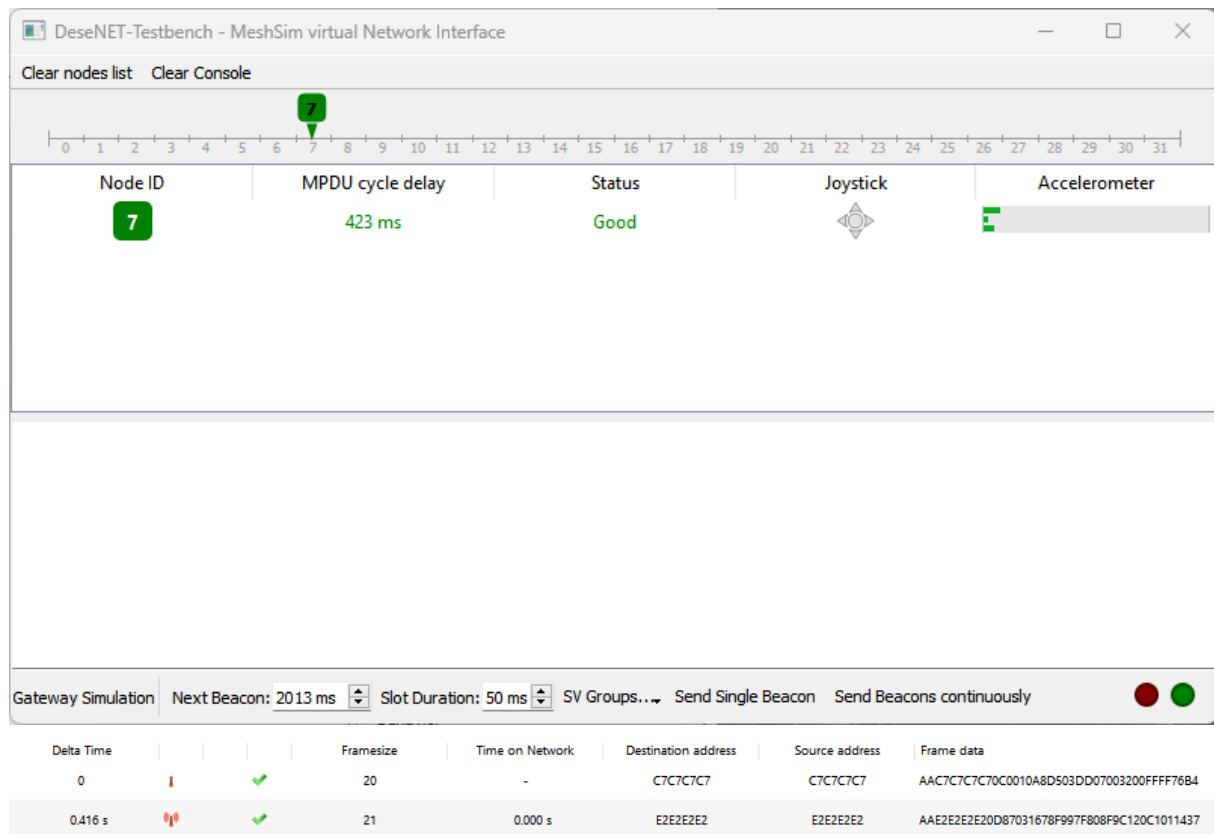 DeseNET-Testbench - MeshSim virtual Network Interface
Clear nodes list Clear Console
7
0 1 2 3 4 5 6 7 8 9 10 11 12 13 14 15 16 17 18 19 20 21 22 23 24 25 26 27 28 29 30 31
Node ID MPDU cycle delay Status Joystick Accelerometer
7 423 ms Good
Gateway Simulation Next Beacon: 2013 ms Slot Duration: 50 ms SV Groups... Send Single Beacon Send Beacons continuously
Delta Time Framesize Time on Network Destination address Source address Frame data
0 20 - C7C7C7C7 C7C7C7C7 AAC7C7C7C70C0010A8D503DD07003200FFFF76B4
0.416 s 21 0.000 s E2E2E2E2 E2E2E2E2 AAE2E2E2E20D87031678F997F808F9C120C1011437